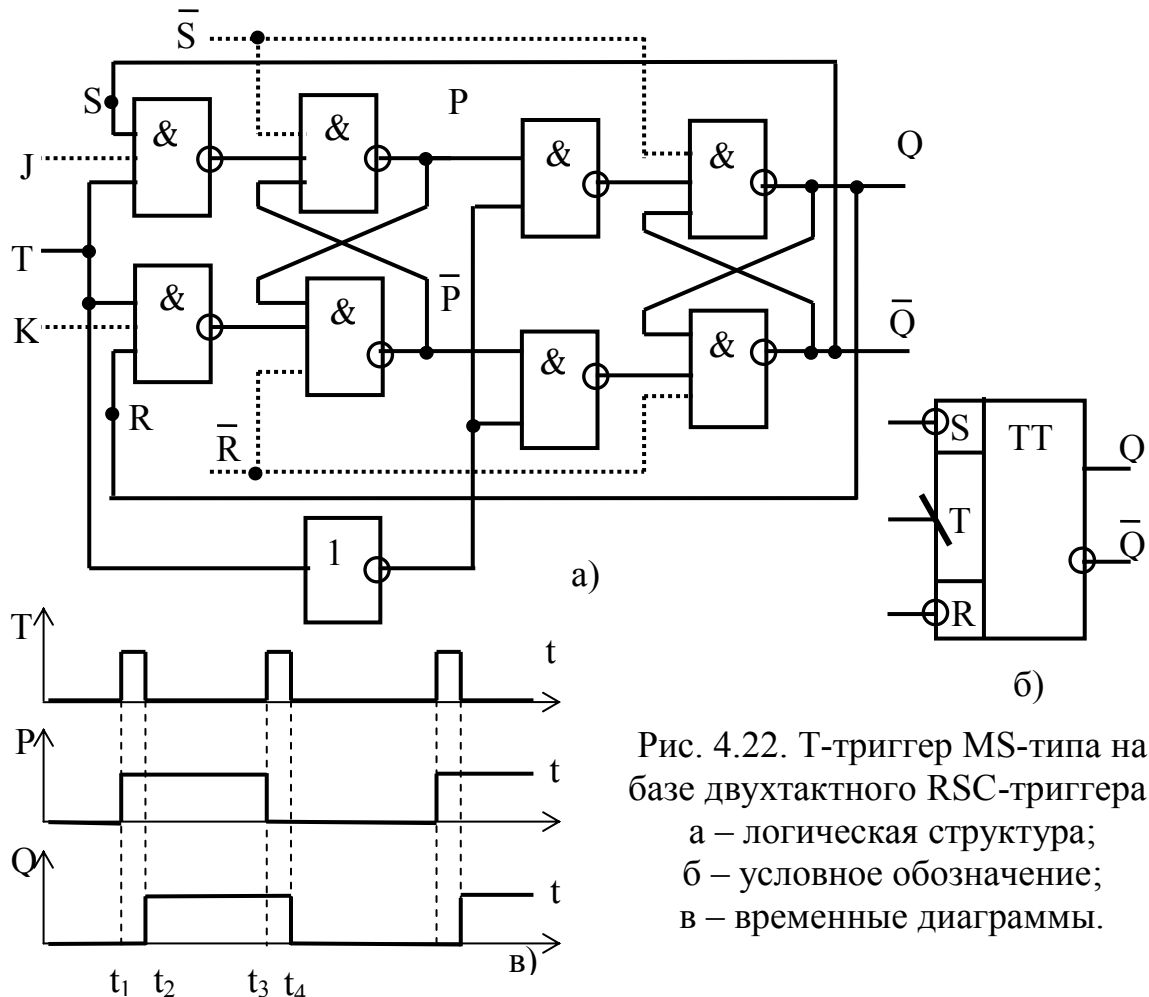 S̅
S
J
T
K
R
&
&
P
&
&
Q
&
&
P̅
&
&
Q̅
R̅
1
а)
S
T
R
TT
Q
Q̅
б)
T
t
P
t
Q
t
t₁
t₂
t₃
t₄
в)
Рис. 4.22. Т-триггер MS-типа на
базе двухтактного RSC-триггера
а – логическая структура;
б – условное обозначение;
в – временные диаграммы.